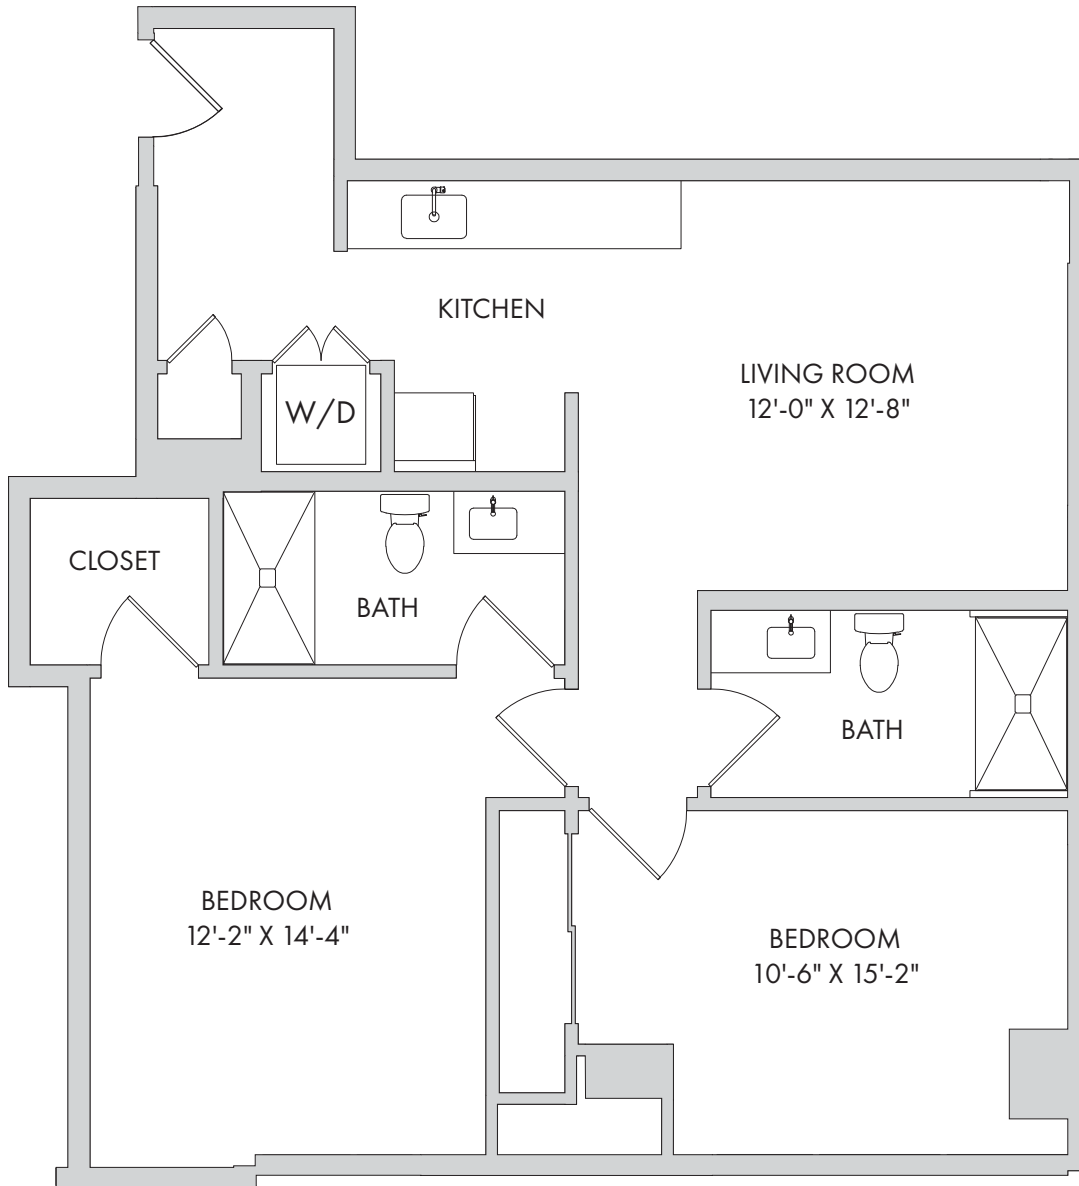 KITCHEN
LIVING ROOM
12'-0" X 12'-8"
W/D
CLOSET
BATH
BATH
BEDROOM
12'-2" X 14'-4"
BEDROOM
10'-6" X 15'-2"